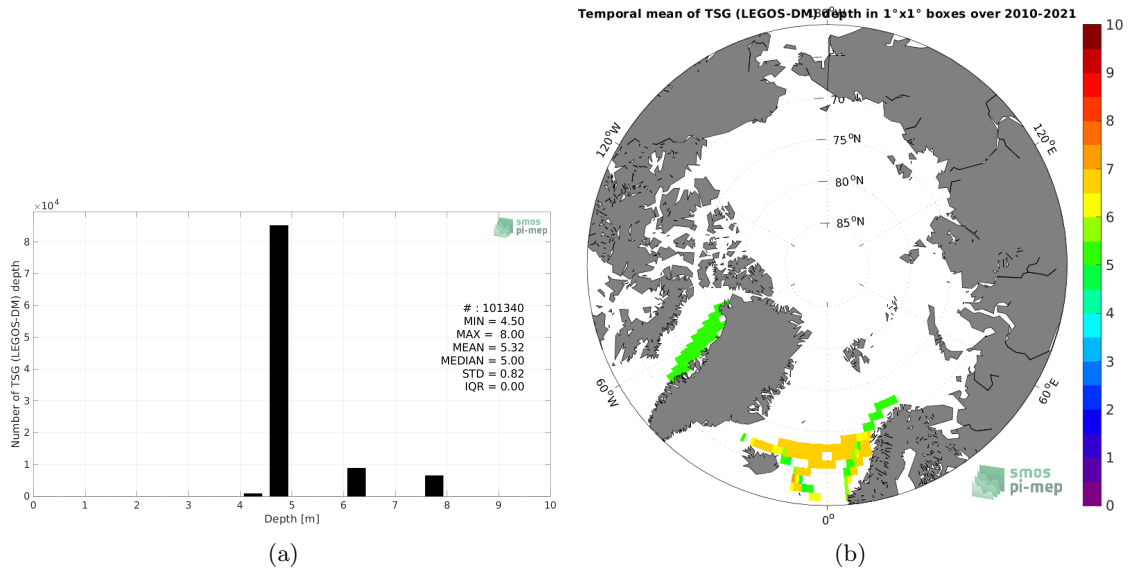 Temporal mean of TSG (LEGOS-DM) depth in 1°x1° boxes over 2010-2021
×10⁴
8
7
6
5
4
3
2
1
0
Number of TSG (LEGOS-DM) depth
0 1 2 3 4 5 6 7 8 9 10
Depth [m]
smos
pi-mep
# : 101340
MIN = 4.50
MAX = 8.00
MEAN = 5.32
MEDIAN = 5.00
STD = 0.82
IQR = 0.00
(a)
120°W
60°W
0°
60°E
120°E
75°N
80°N
85°N
smos
pi-mep
10
9
8
7
6
5
4
3
2
1
0
(b)